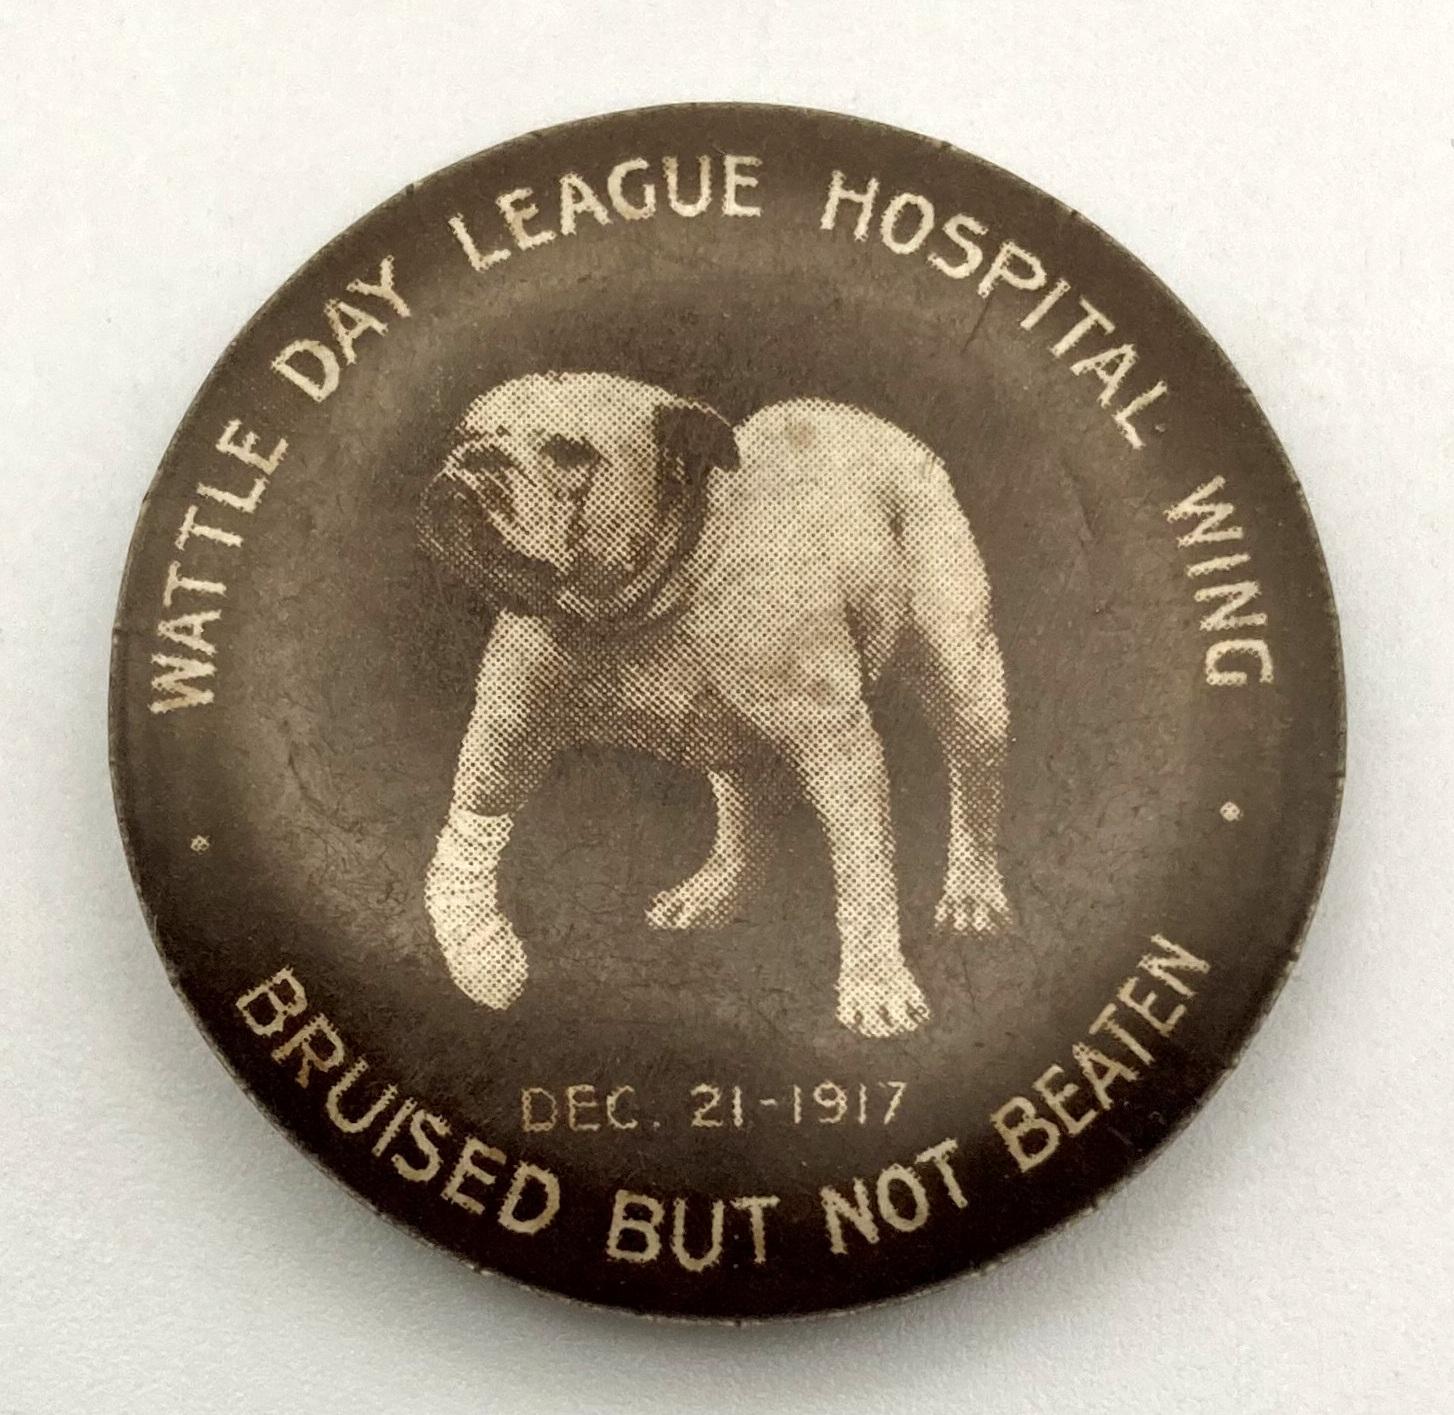 WATTLE DAY LEAGUE HOSPITAL WING
DEC. 21-1917
BRUISED BUT NOT BEATEN